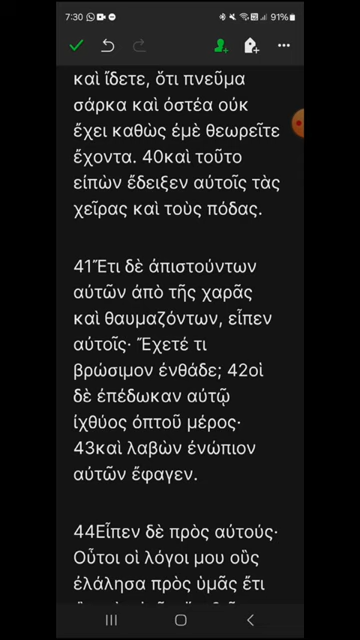 7:30
91%
καὶ ἴδετε, ὅτι πνεῦμα
σάρκα καὶ ὀστέα οὐκ
ἔχει καθὼς ἐμὲ θεωρεῖτε
ἔχοντα. 40καὶ τοῦτο
εἰπὼν ἔδειξεν αὐτοῖς τὰς
χεῖρας καὶ τοὺς πόδας.
41Ἔτι δὲ ἀπιστούντων
αὐτῶν ἀπὸ τῆς χαρᾶς
καὶ θαυμαζόντων, εἶπεν
αὐτοῖς· Ἔχετέ τι
βρώσιμον ἐνθάδε; 42οἱ
δὲ ἐπέδωκαν αὐτῷ
ἰχθύος ὀπτοῦ μέρος·
43καὶ λαβὼν ἐνώπιον
αὐτῶν ἔφαγεν.
44Εἶπεν δὲ πρὸς αὐτούς·
Οὗτοι οἱ λόγοι μου οὓς
ἐλάλησα πρὸς ὑμᾶς ἔτι